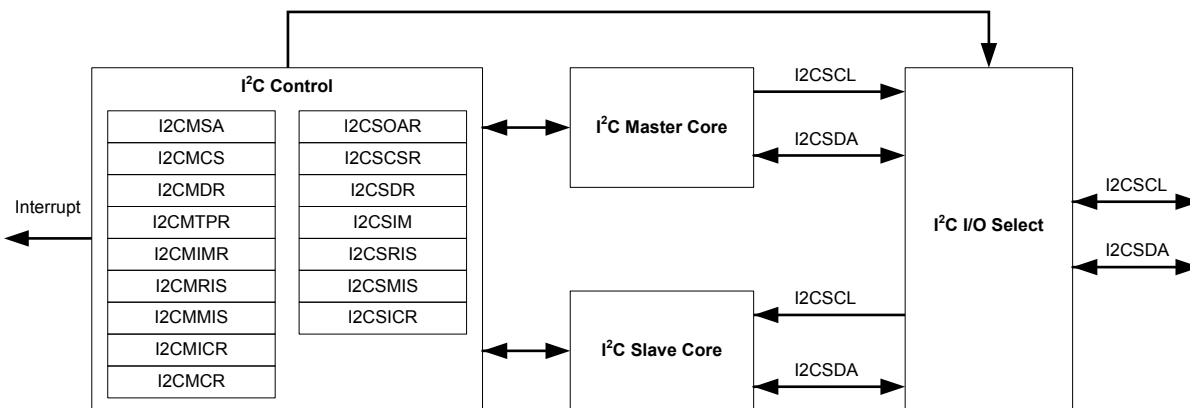 I²C Control
I2CMSA
I2CMCS
I2CMDR
I2CMTPR
I2CMIMR
I2CMRIS
I2CMMIS
I2CMICR
I2CMCR
I2CSOAR
I2CSCSR
I2CSDR
I2CSIM
I2CSRIS
I2CSMIS
I2CSICR
Interrupt
I²C Master Core
I2CSCL
I2CSDA
I²C Slave Core
I2CSCL
I2CSDA
I²C I/O Select
I2CSCL
I2CSDA